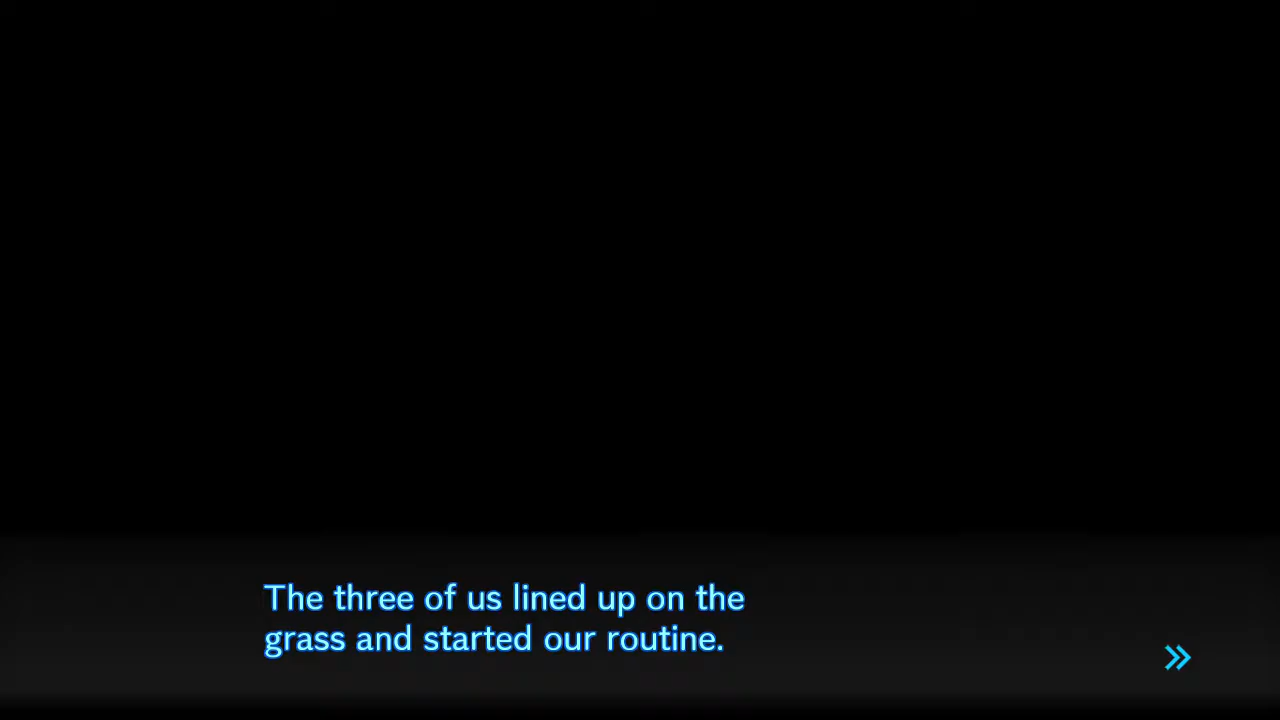 The three of us lined up on the
grass and started our routine.